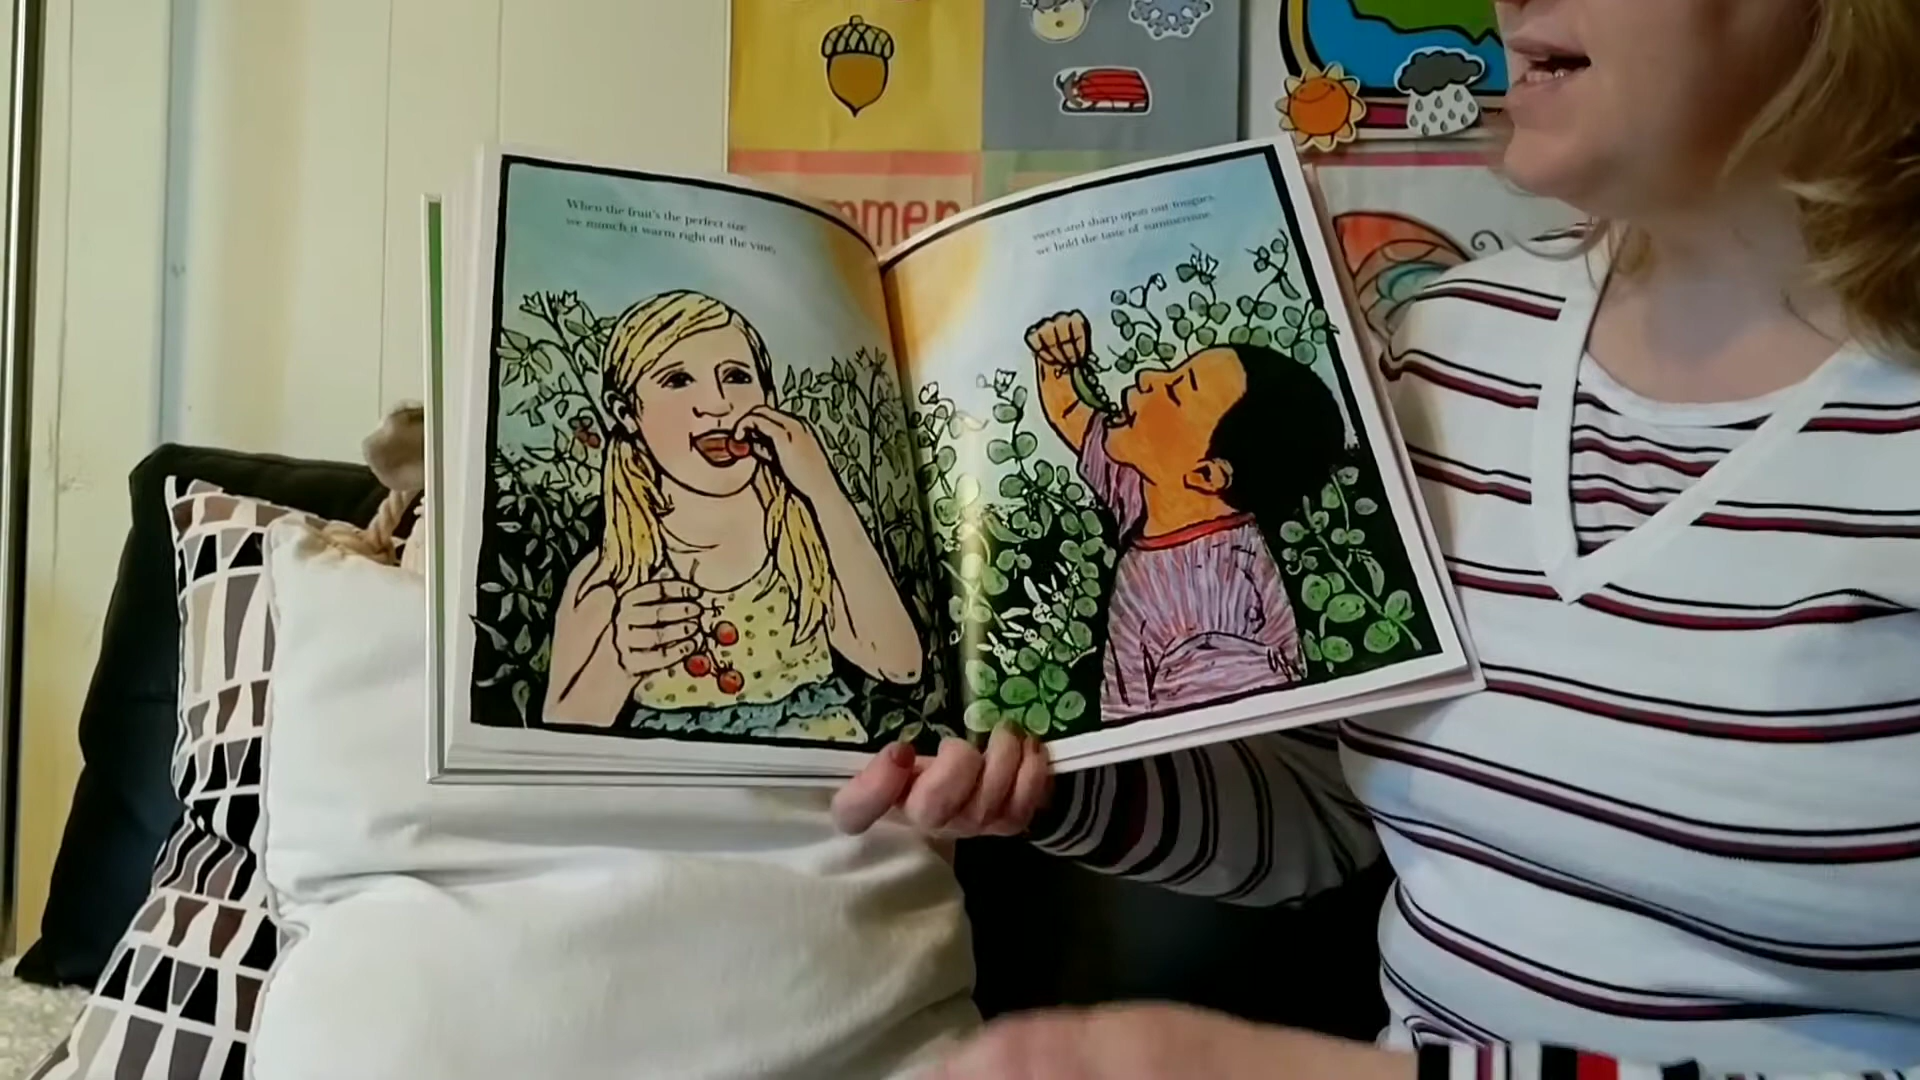 When the fruit's the perfect size
we munch it warm right off the vine,
sweet and sharp upon our tongues,
we hold the taste of summertime.
mmer